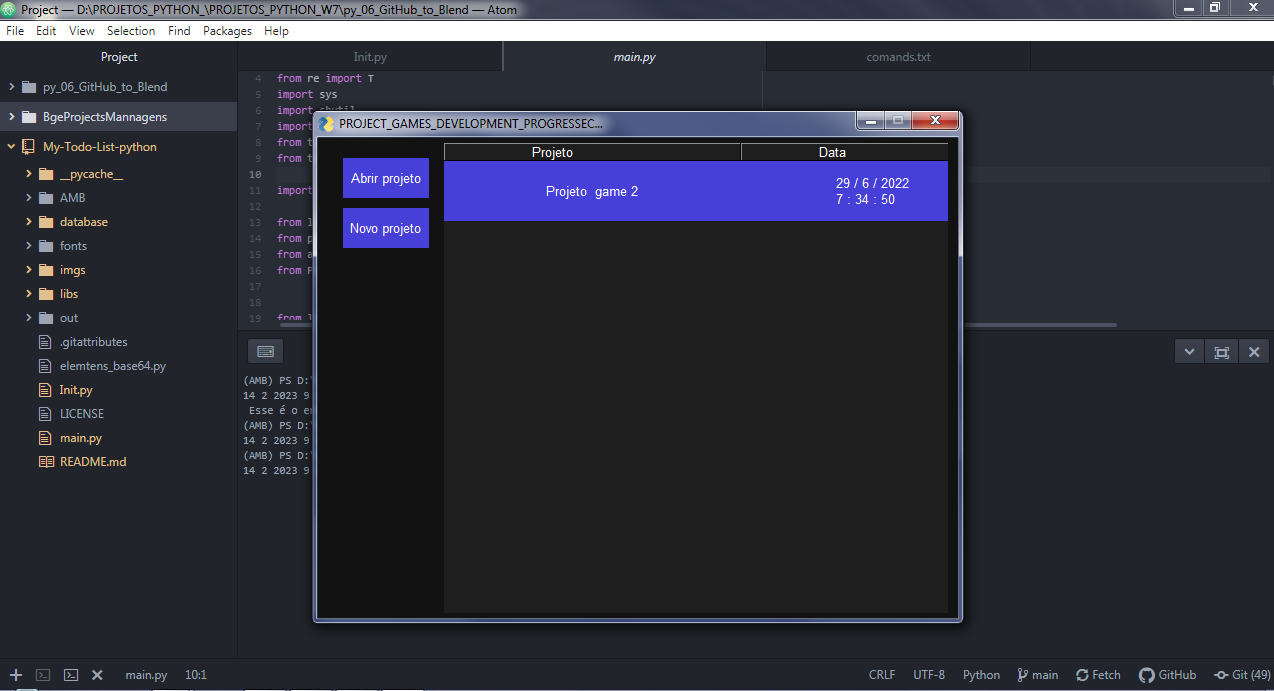 Project — D:\PROJETOS_PYTHON_\PROJETOS_PYTHON_W7\py_06_GitHub_to_Blend — Atom
File Edit View Selection Find Packages Help
Project
Init.py
main.py
comands.txt
py_06_GitHub_to_Blend
BgeProjectsMannagens
My-Todo-List-python
__pycache__
AMB
database
fonts
imgs
libs
out
.gitattributes
elemtens_base64.py
Init.py
LICENSE
main.py
README.md
4 from re import T
5 import sys
6 import
7 import
8 from
9 from
10
11 import
12
13 from
14 from
15 from
16 from
17
18
19 from
PROJECT_GAMES_DEVELOPMENT_PROGRESSEC...
Abrir projeto
Novo projeto
Projeto Data
Projeto game 2
29 / 6 / 2022
7 : 34 : 50
(AMB) PS D:\
14 2 2023 9
Esse é o
(AMB) PS D:\
14 2 2023 9
(AMB) PS D:\
14 2 2023 9
main.py 10:1
CRLF UTF-8 Python main Fetch GitHub Git (49)